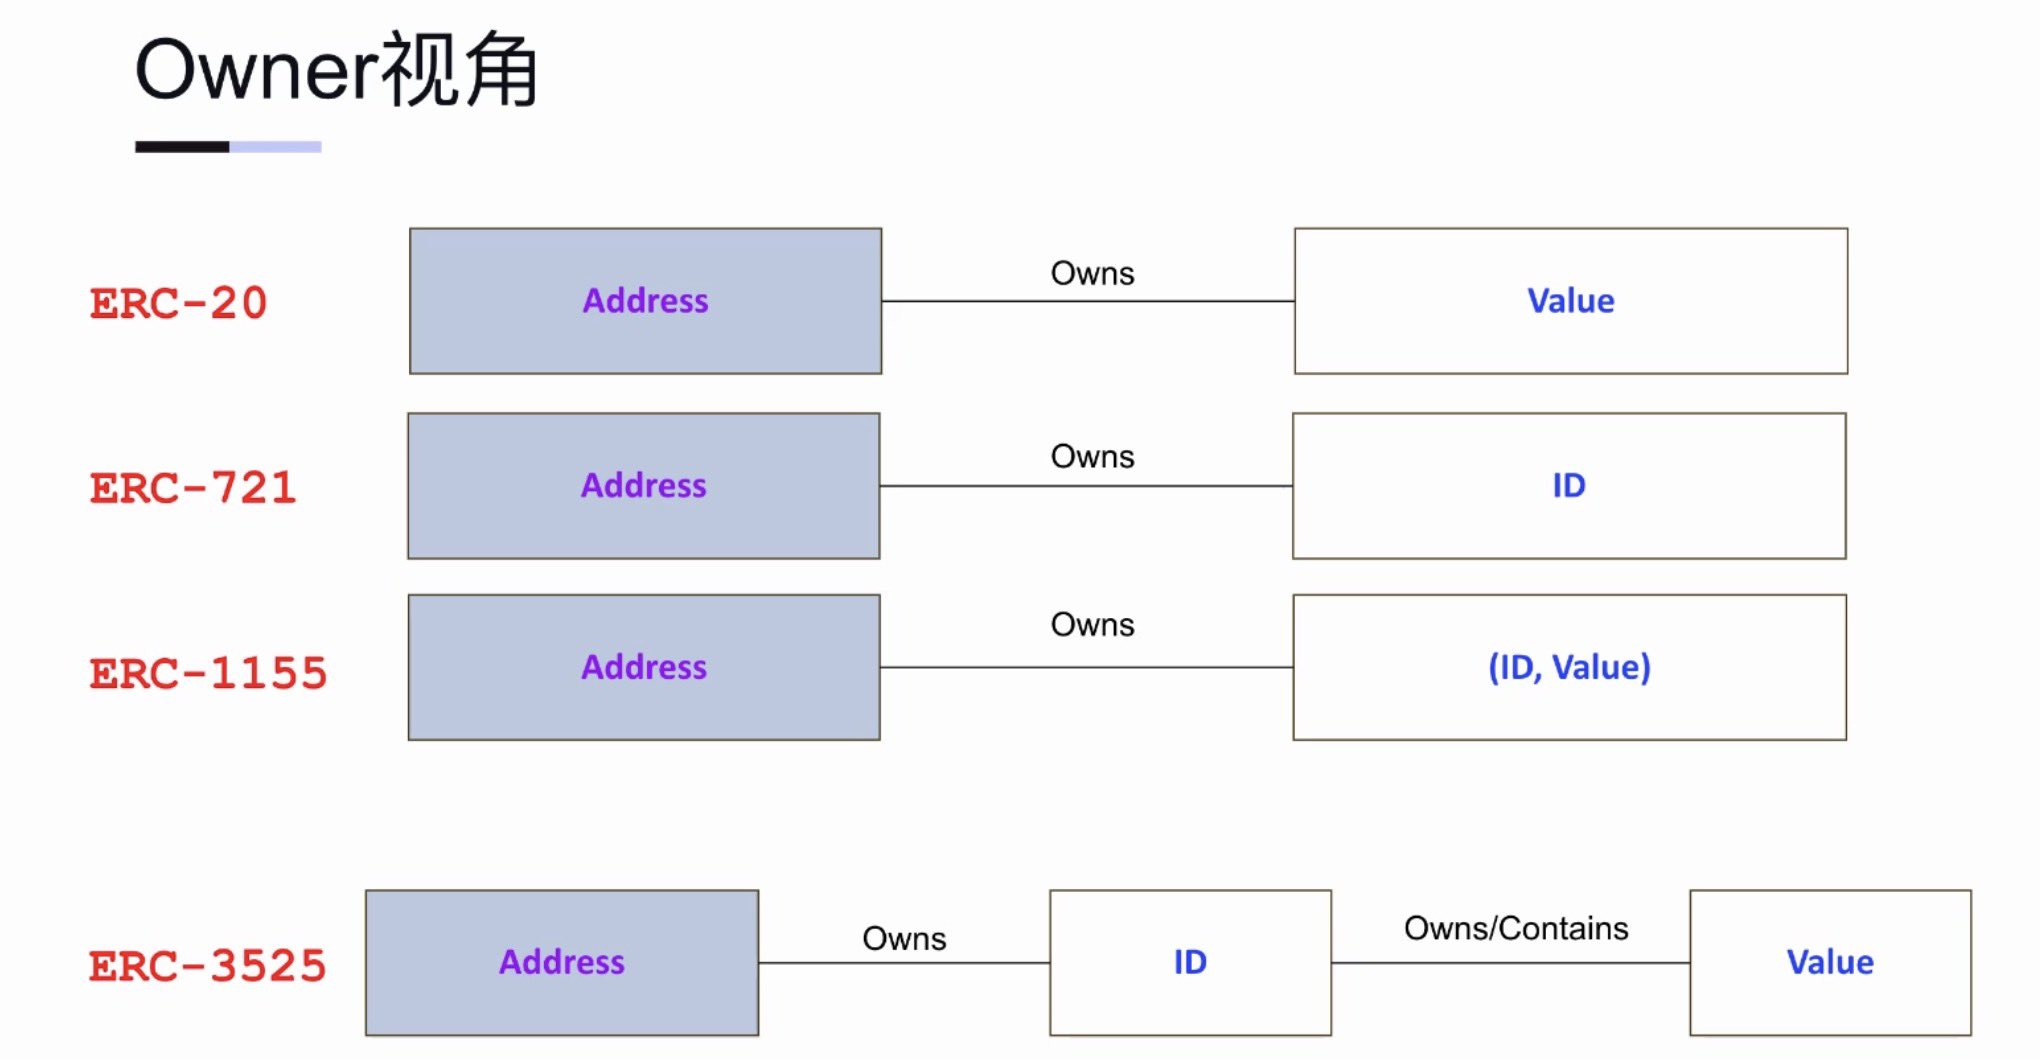 Owner视角
ERC-20
Address
Owns
Value
ERC-721
Address
Owns
ID
ERC-1155
Address
Owns
(ID, Value)
ERC-3525
Address
Owns
ID
Owns/Contains
Value